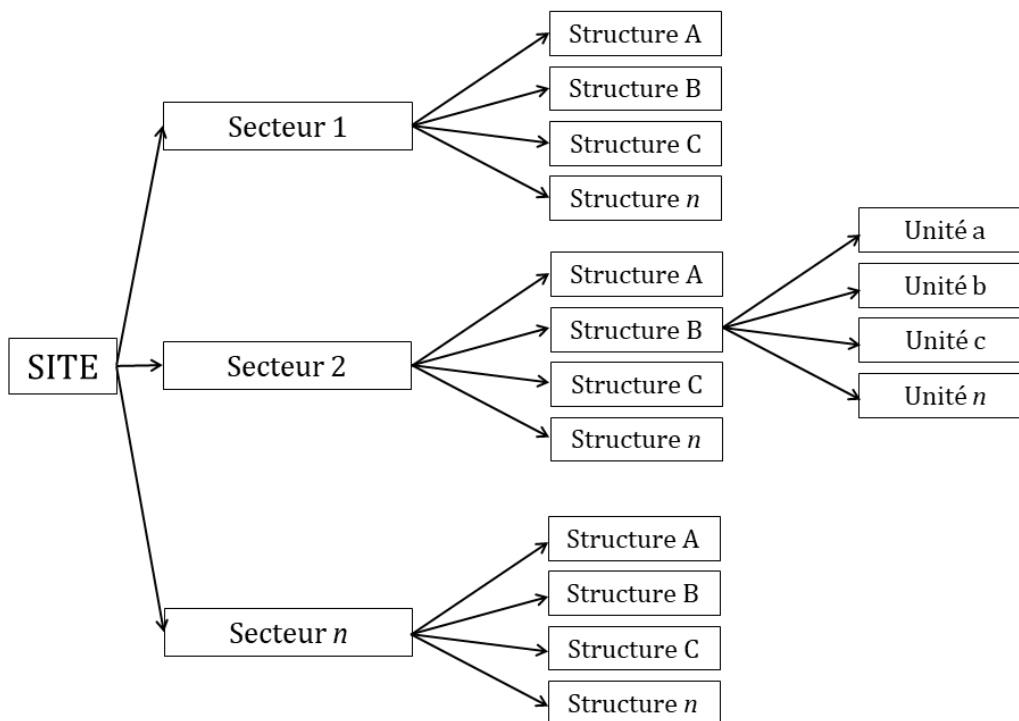 SITE
Secteur 1
Structure A
Structure B
Structure C
Structure n
Secteur 2
Structure A
Structure B
Structure C
Structure n
Unité a
Unité b
Unité c
Unité n
Secteur n
Structure A
Structure B
Structure C
Structure n